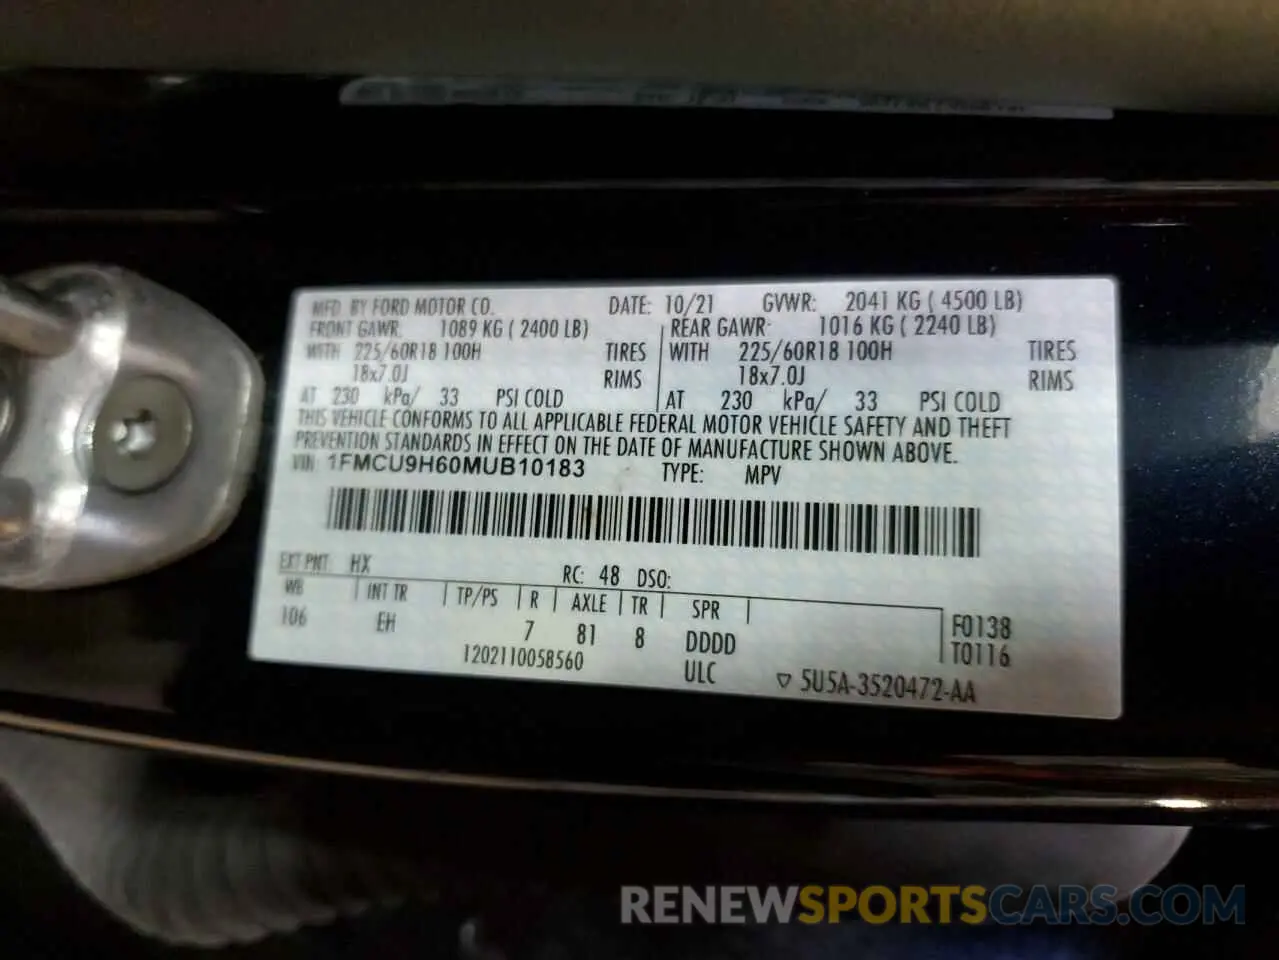 MFD. BY FORD MOTOR CO. DATE: 10/21 GVWR: 2041 KG ( 4500 LB)
FRONT GAWR: 1089 KG ( 2400 LB) REAR GAWR: 1016 KG ( 2240 LB)
WITH 225/60R18 100H TIRES WITH 225/60R18 100H TIRES
18x7.0J RIMS 18x7.0J RIMS
AT 230 kPa/ 33 PSI COLD AT 230 kPa/ 33 PSI COLD
THIS VEHICLE CONFORMS TO ALL APPLICABLE FEDERAL MOTOR VEHICLE SAFETY AND THEFT
PREVENTION STANDARDS IN EFFECT ON THE DATE OF MANUFACTURE SHOWN ABOVE.
VIN 1FMCU9H60MUB10183 TYPE: MPV
EXT PNT: HX RC: 48 DSO:
WB INT TR TP/PS R AXLE TR SPR
106 EH 7 81 8 DDDD F0138
1202110058560 ULC T0116
5U5A-3520472-AA
RENEWSPORTSCARS.COM